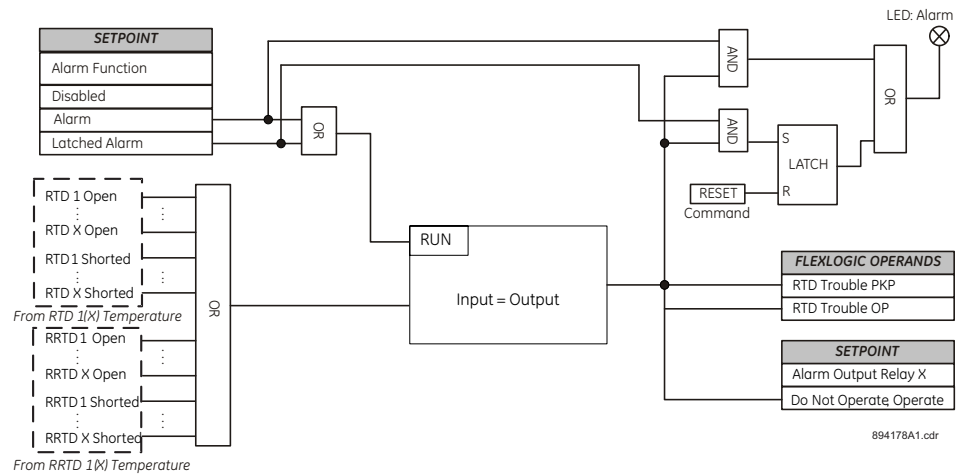 LED: Alarm
SETPOINT
Alarm Function
Disabled
Alarm
Latched Alarm
OR
AND
AND
OR
S
LATCH
R
RESET
Command
RTD 1 Open
RTD X Open
RTD 1 Shorted
RTD X Shorted
From RTD 1(X) Temperature
RRTD 1 Open
RRTD X Open
RRTD 1 Shorted
RRTD X Shorted
From RRTD 1(X) Temperature
OR
RUN
Input = Output
FLEXLOGIC OPERANDS
RTD Trouble PKP
RTD Trouble OP
SETPOINT
Alarm Output Relay X
Do Not Operate, Operate
894178A1.cdr